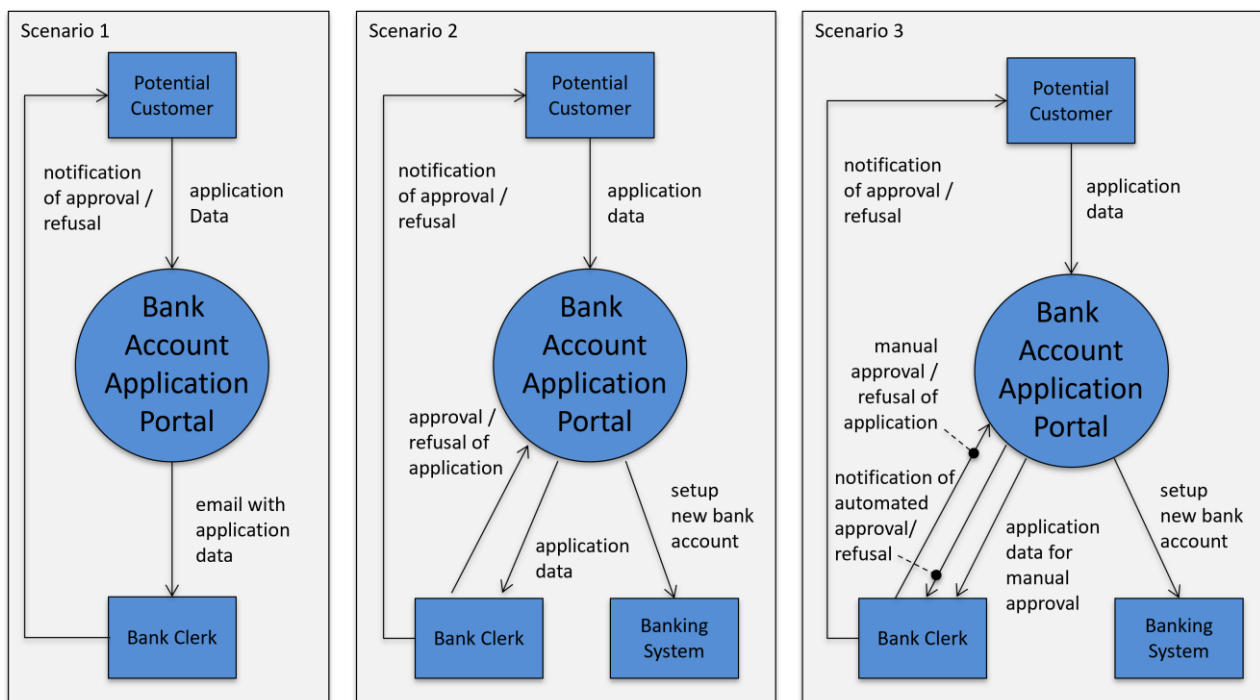 Scenario 1
Potential
Customer
notification
of approval /
refusal
application
Data
Bank
Account
Application
Portal
email with
application
data
Bank Clerk
Scenario 2
Potential
Customer
notification
of approval /
refusal
application
data
Bank
Account
Application
Portal
approval /
refusal of
application
application
data
setup
new bank
account
Bank Clerk
Banking
System
Scenario 3
Potential
Customer
notification
of approval /
refusal
application
data
Bank
Account
Application
Portal
manual
approval /
refusal of
application
notification of
automated
approval/
refusal
application
data for
manual
approval
setup
new bank
account
Bank Clerk
Banking
System